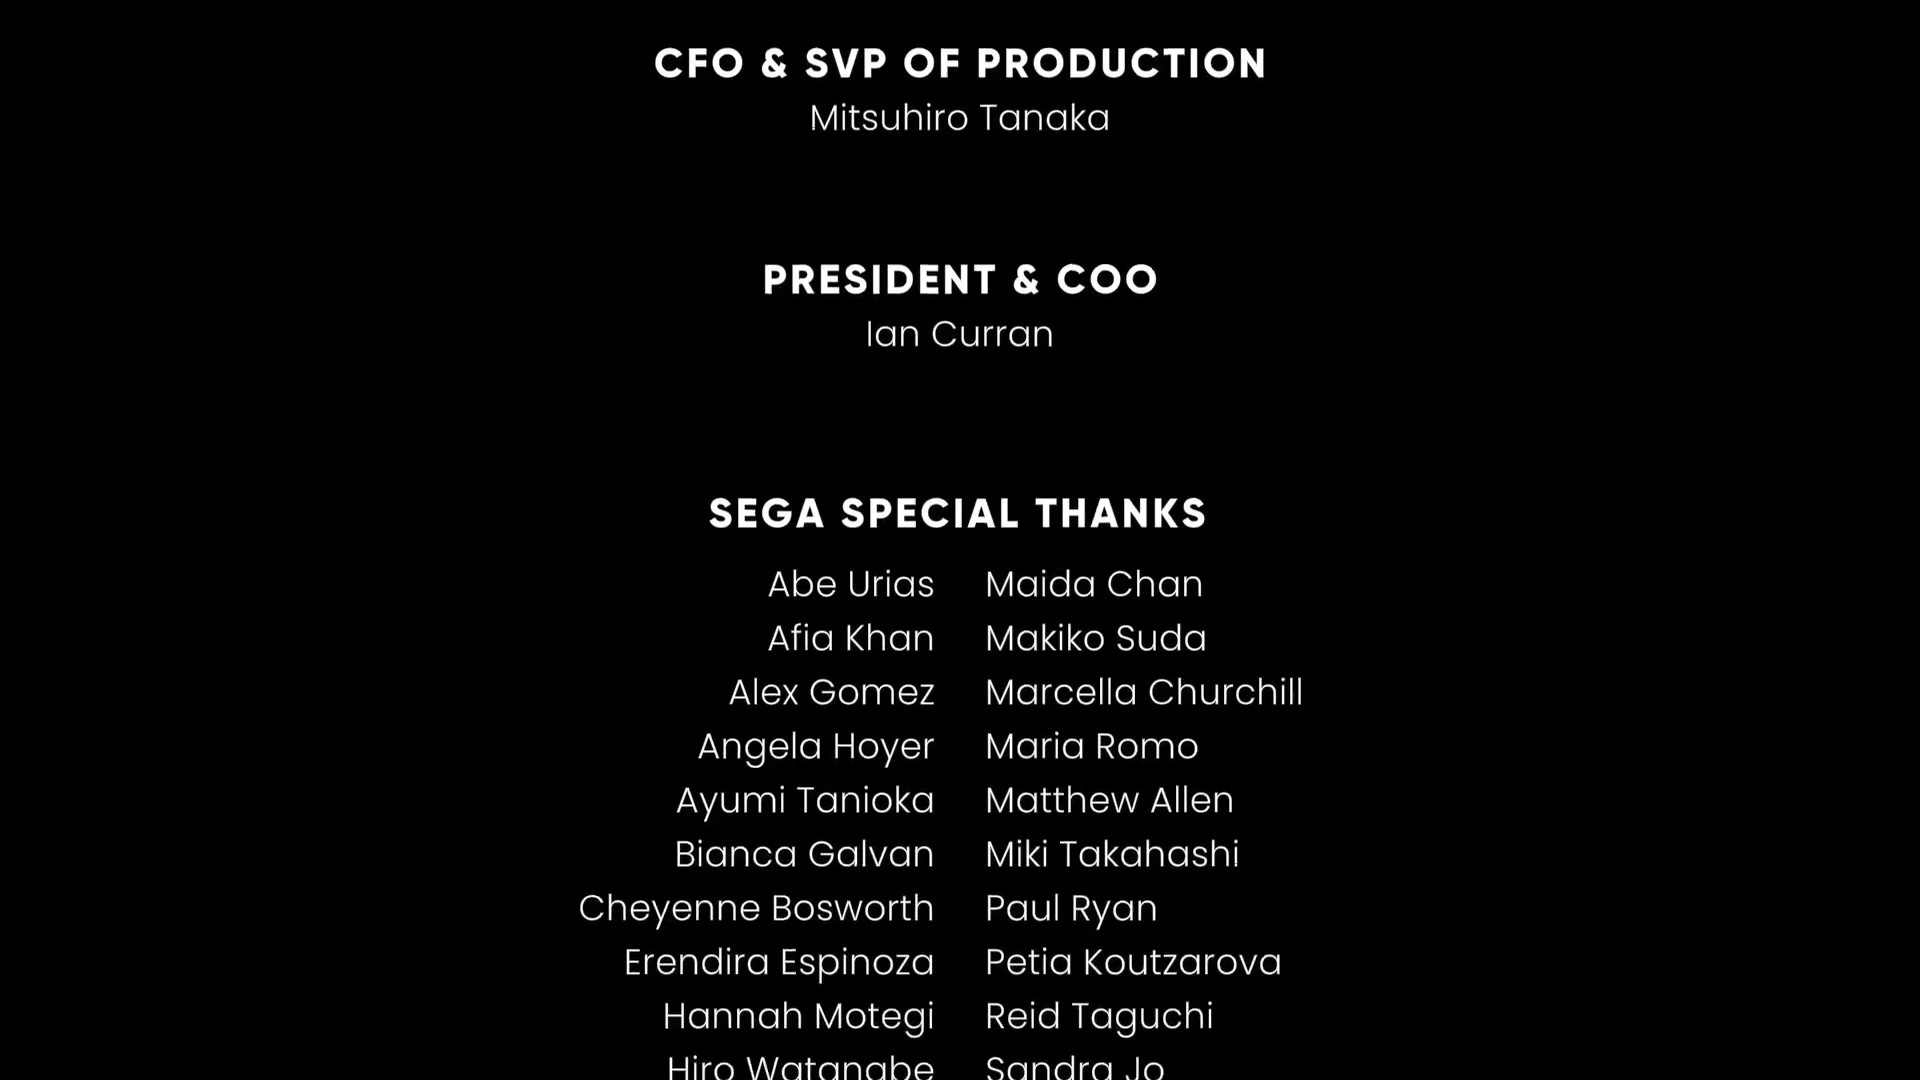 CFO & SVP OF PRODUCTION
Mitsuhiro Tanaka
PRESIDENT & COO
Ian Curran
SEGA SPECIAL THANKS
Abe Urias Maida Chan
Afia Khan Makiko Suda
Alex Gomez Marcella Churchill
Angela Hoyer Maria Romo
Ayumi Tanioka Matthew Allen
Bianca Galvan Miki Takahashi
Cheyenne Bosworth Paul Ryan
Erendira Espinoza Petia Koutzarova
Hannah Motegi Reid Taguchi
Hiro Watanabe Sandra Jo